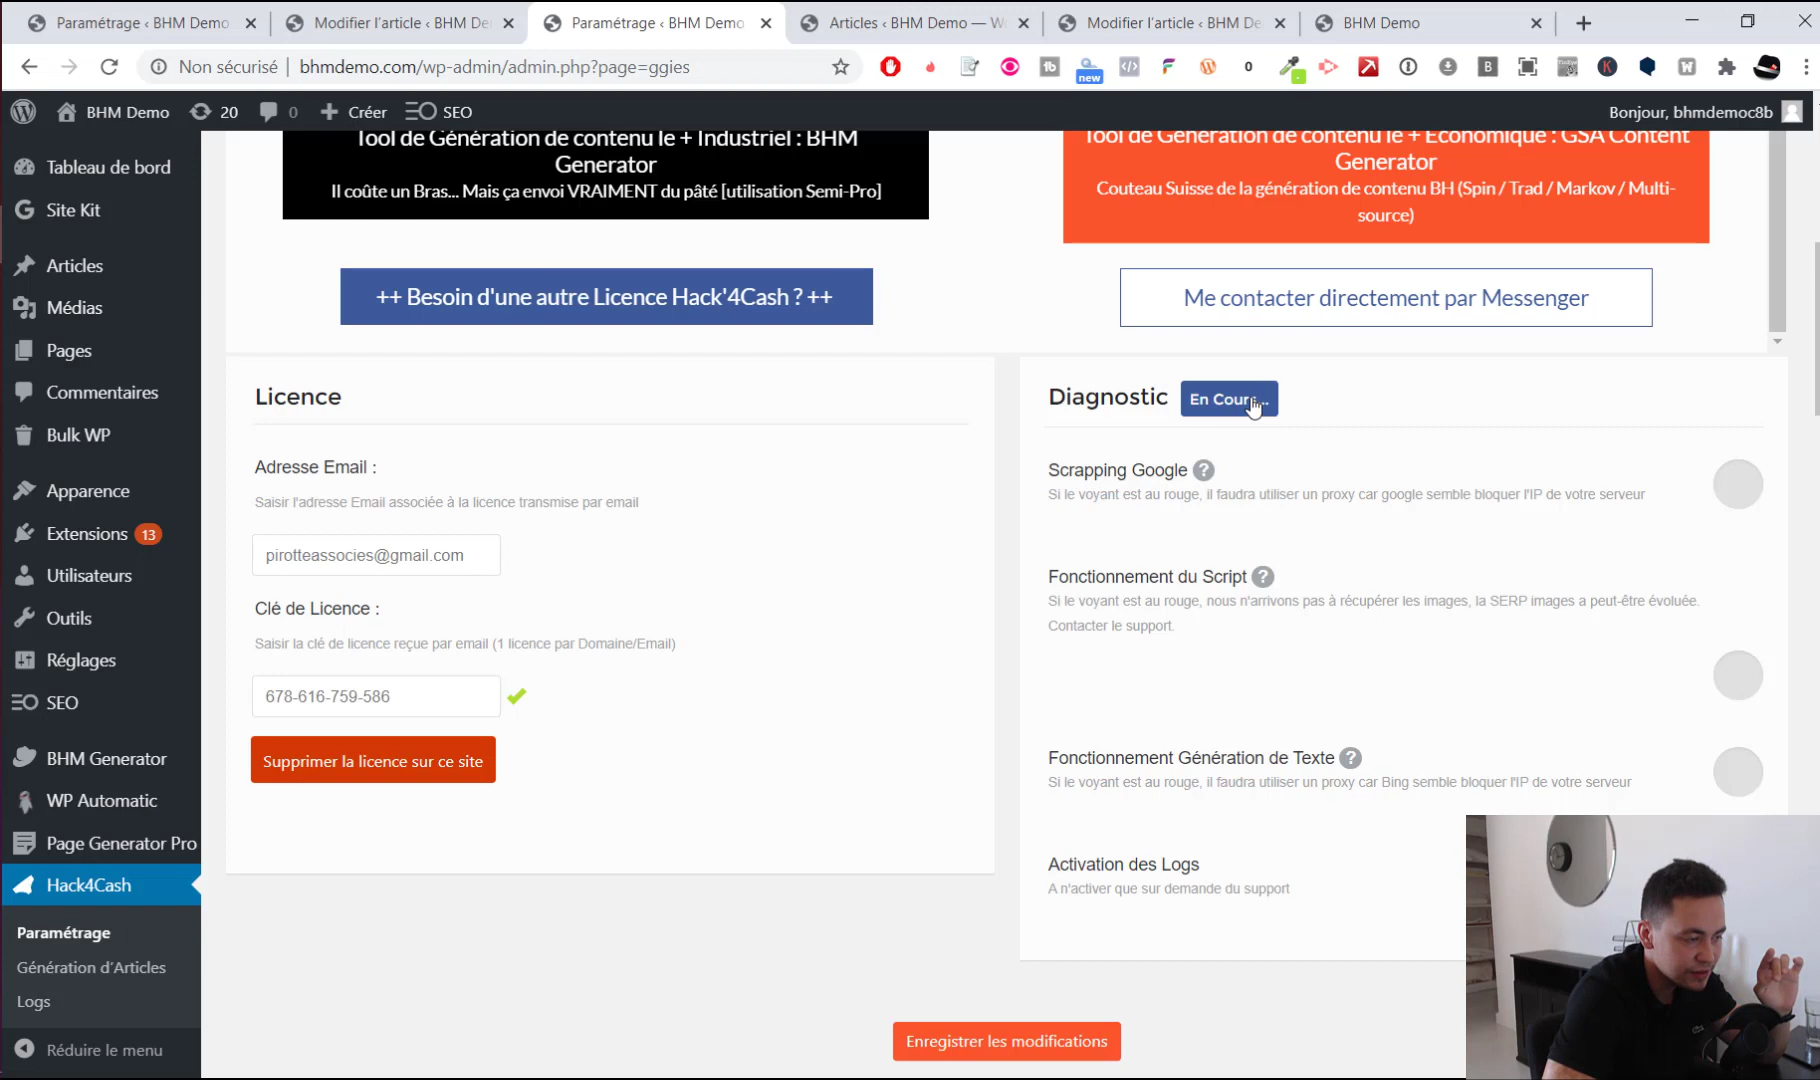 Paramétrage ‹ BHM Demo
Modifier l'article ‹ BHM De
Paramétrage ‹ BHM Demo
Articles ‹ BHM Demo — W
Modifier l'article ‹ BHM De
BHM Demo
Non sécurisé
bhmdemo.com/wp-admin/admin.php?page=ggies
new
BHM Demo
20
0
Créer
SEO
Bonjour, bhmdemoc8b
Tableau de bord
Site Kit
Articles
Médias
Pages
Commentaires
Bulk WP
Apparence
Extensions 13
Utilisateurs
Outils
Réglages
SEO
BHM Generator
WP Automatic
Page Generator Pro
Hack4Cash
Paramétrage
Génération d'Articles
Logs
Réduire le menu
Tool de Génération de contenu le + Industriel : BHM
Generator
Il coûte un Bras... Mais ça envoi VRAIMENT du pâté [utilisation Semi-Pro]
Tool de Génération de contenu le + Economique : GSA Content
Generator
Couteau Suisse de la génération de contenu BH (Spin / Trad / Markov / Multi-
source)
++ Besoin d'une autre Licence Hack'4Cash ? ++
Me contacter directement par Messenger
Licence
Adresse Email :
Saisir l'adresse Email associée à la licence transmise par email
pirotteassocies@gmail.com
Clé de Licence :
Saisir la clé de licence reçue par email (1 licence par Domaine/Email)
678-616-759-586
Supprimer la licence sur ce site
Diagnostic
En Cours...
Scrapping Google ?
Si le voyant est au rouge, il faudra utiliser un proxy car google semble bloquer l'IP de votre serveur
Fonctionnement du Script ?
Si le voyant est au rouge, nous n'arrivons pas à récupérer les images, la SERP images a peut-être évoluée.
Contacter le support.
Fonctionnement Génération de Texte ?
Si le voyant est au rouge, il faudra utiliser un proxy car Bing semble bloquer l'IP de votre serveur
Activation des Logs
A n'activer que sur demande du support
Enregistrer les modifications